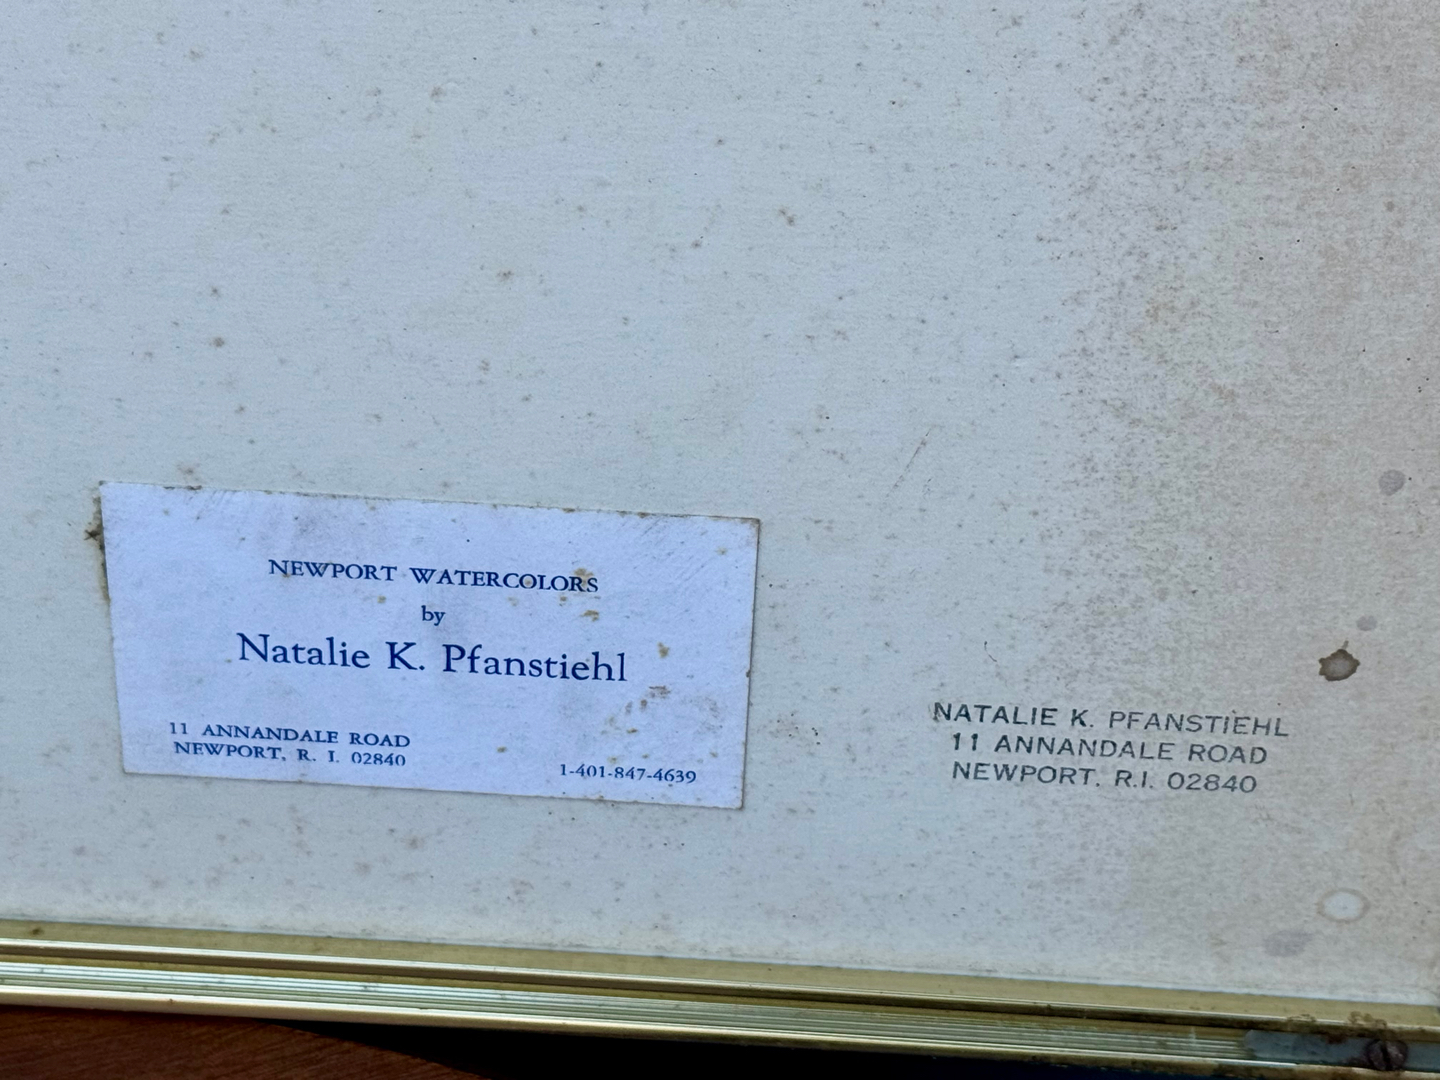 NEWPORT WATERCOLORS
by
Natalie K. Pfanstiehl
11 ANNANDALE ROAD
NEWPORT, R. I. 02840
1-401-847-4639
NATALIE K. PFANSTIEHL
11 ANNANDALE ROAD
NEWPORT, R.I. 02840